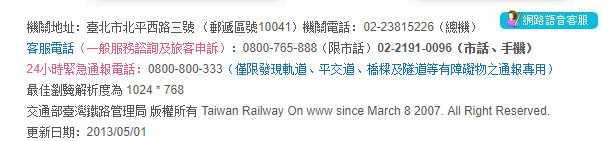 網路語音客服
機關地址：臺北市北平西路三號 （郵遞區號10041）機關電話：02-23815226（總機）
客服電話（一般服務諮詢及旅客申訴）：0800-765-888（限市話）02-2191-0096（市話、手機）
24小時緊急通報電話：0800-800-333（僅限發現軌道、平交道、橋樑及隧道等有障礙物之通報專用）
最佳瀏覽解析度為 1024 * 768
交通部臺灣鐵路管理局 版權所有 Taiwan Railway On www since March 8 2007. All Right Reserved.
更新日期：2013/05/01